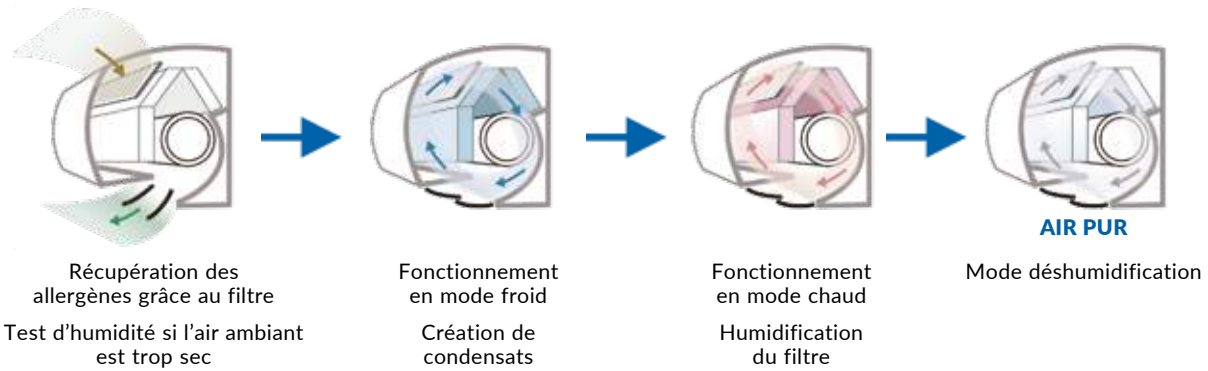 AIR PUR
Récupération des
allergènes grâce au filtre
Test d’humidité si l’air ambiant
est trop sec
Fonctionnement
en mode froid
Création de
condensats
Fonctionnement
en mode chaud
Humidification
du filtre
Mode déshumidification